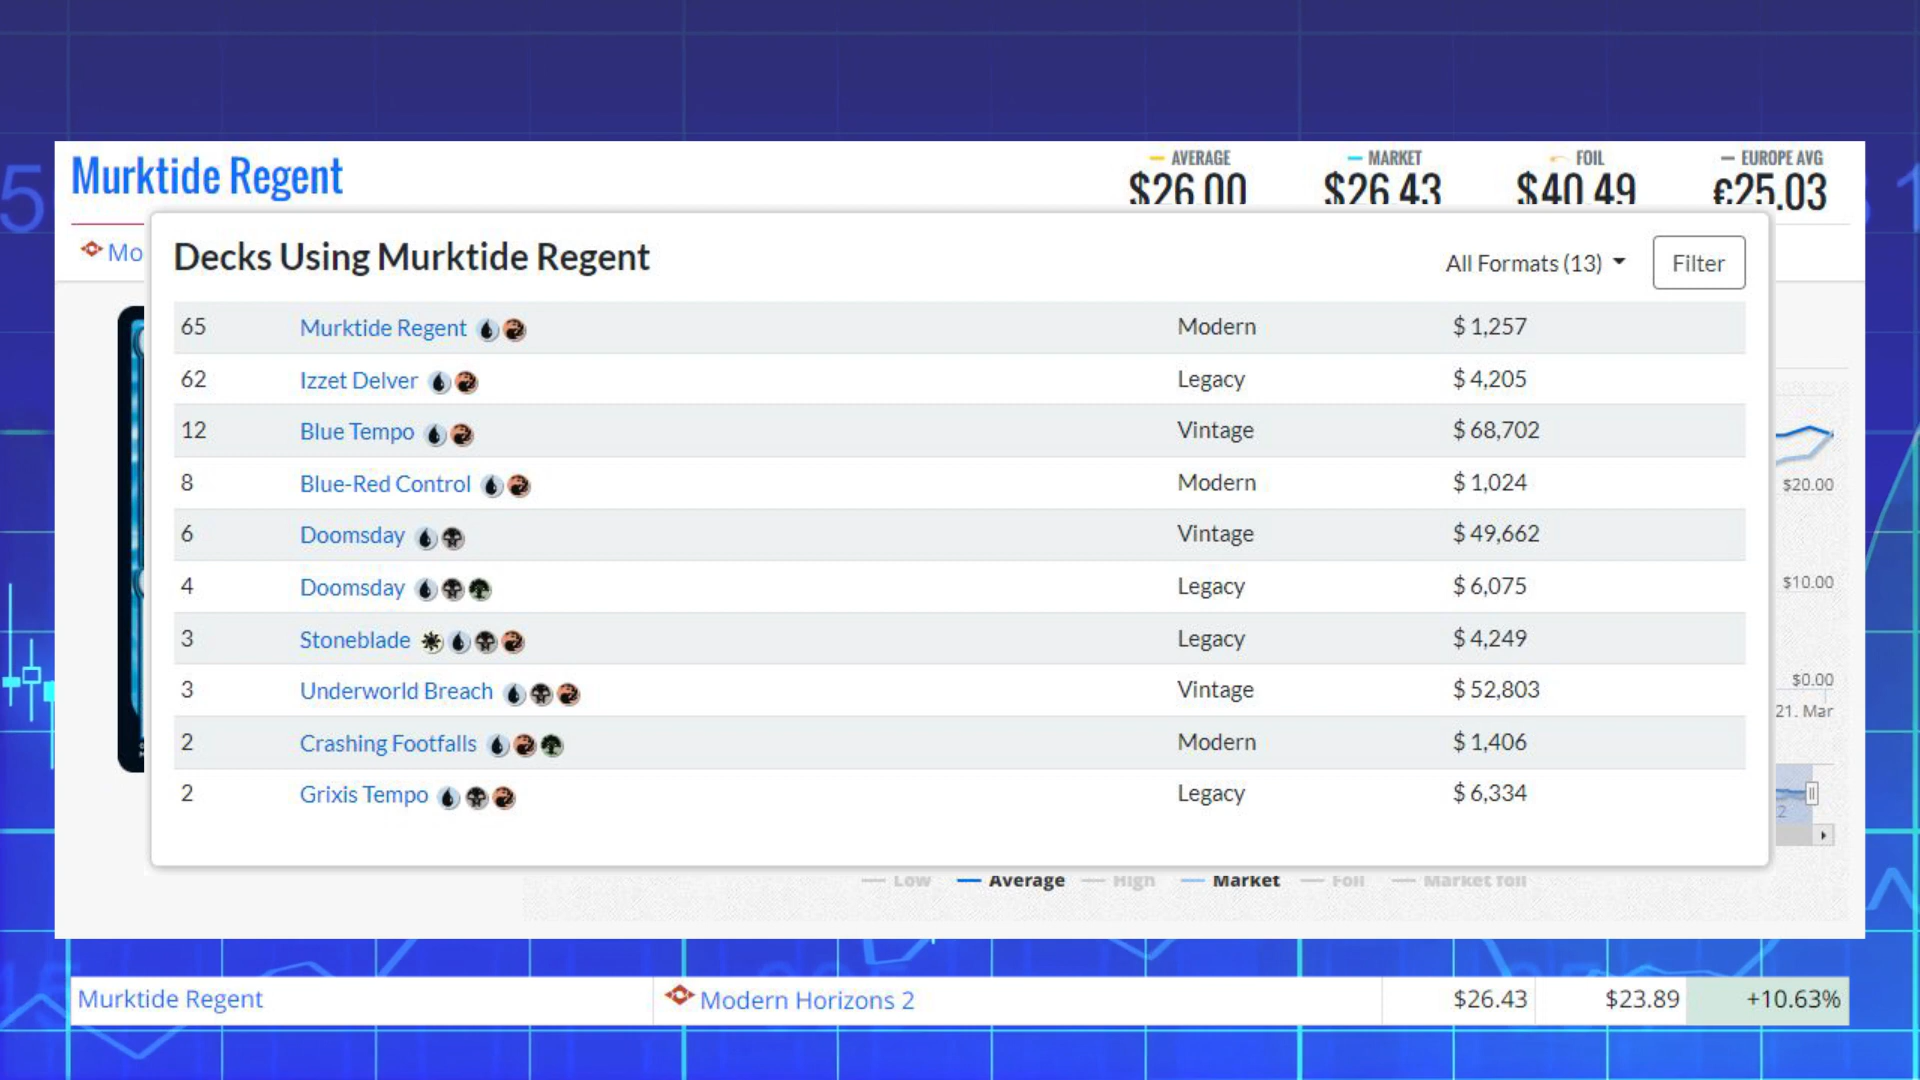 Murktide Regent
AVERAGE MARKET FOIL EUROPE AVG
$26.00 $26.43 $40.49 €25.03
Mo
Decks Using Murktide Regent
All Formats (13) Filter
65 Murktide Regent Modern $ 1,257
62 Izzet Delver Legacy $ 4,205
12 Blue Tempo Vintage $ 68,702
8 Blue-Red Control Modern $ 1,024
6 Doomsday Vintage $ 49,662
4 Doomsday Legacy $ 6,075
3 Stoneblade Legacy $ 4,249
3 Underworld Breach Vintage $ 52,803
2 Crashing Footfalls Modern $ 1,406
2 Grixis Tempo Legacy $ 6,334
$20.00
$10.00
$0.00
21. Mar
2
Low Average High Market Foil Market foil
Murktide Regent Modern Horizons 2 $26.43 $23.89 +10.63%